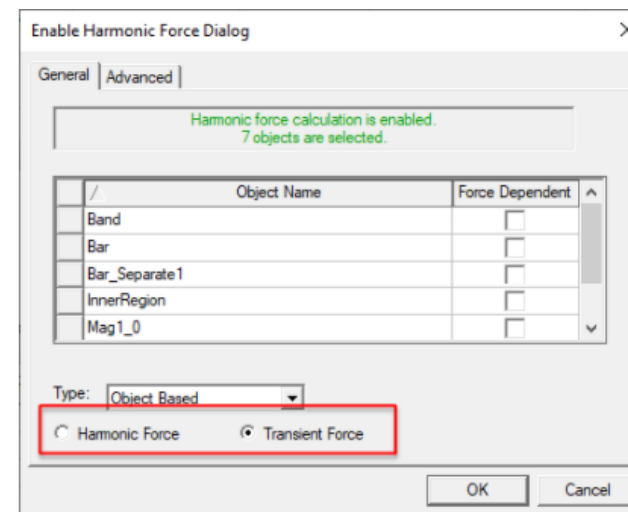 Enable Harmonic Force Dialog
General Advanced
Harmonic force calculation is enabled.
7 objects are selected.
/ Object Name Force Dependent
Band
Bar
Bar_Separate1
InnerRegion
Mag1_0
Type: Object Based
Harmonic Force Transient Force
OK Cancel